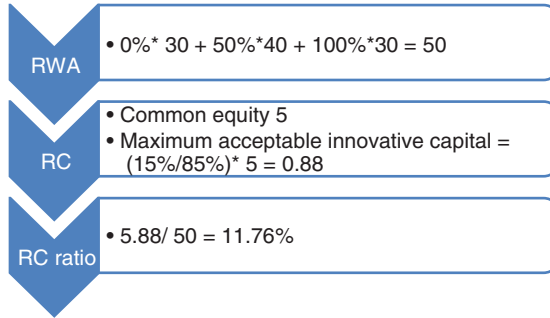 RWA
• 0%* 30 + 50%*40 + 100%*30 = 50
RC
• Common equity 5
• Maximum acceptable innovative capital =
(15%/85%)* 5 = 0.88
RC ratio
• 5.88/ 50 = 11.76%